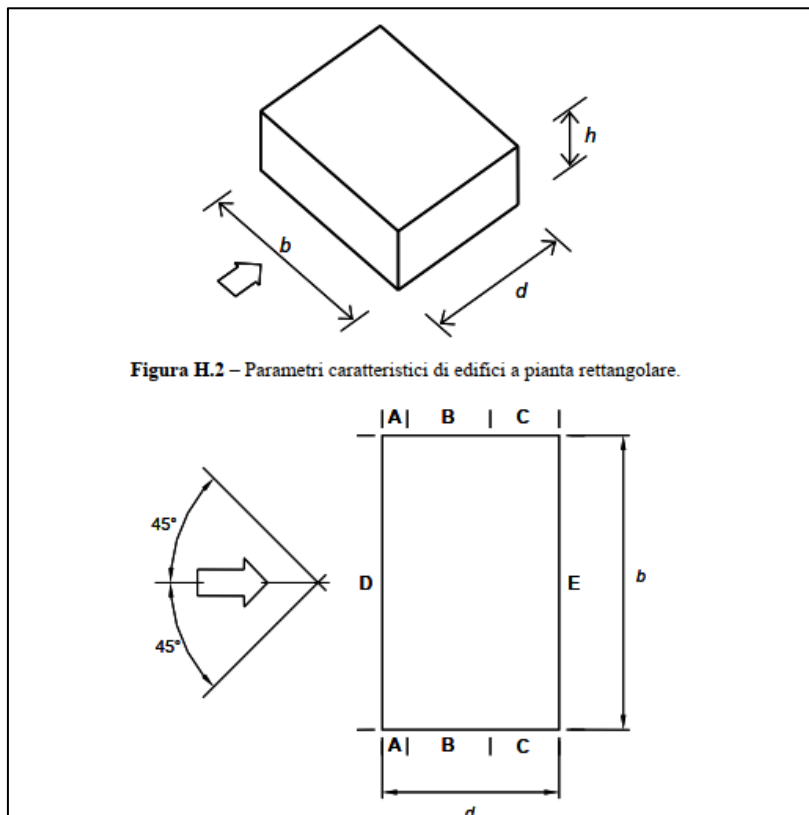 h
b
d
Figura H.2 – Parametri caratteristici di edifici a pianta rettangolare.
|A| B | C |
45°
D
E
b
45°
|A| B | C |
d